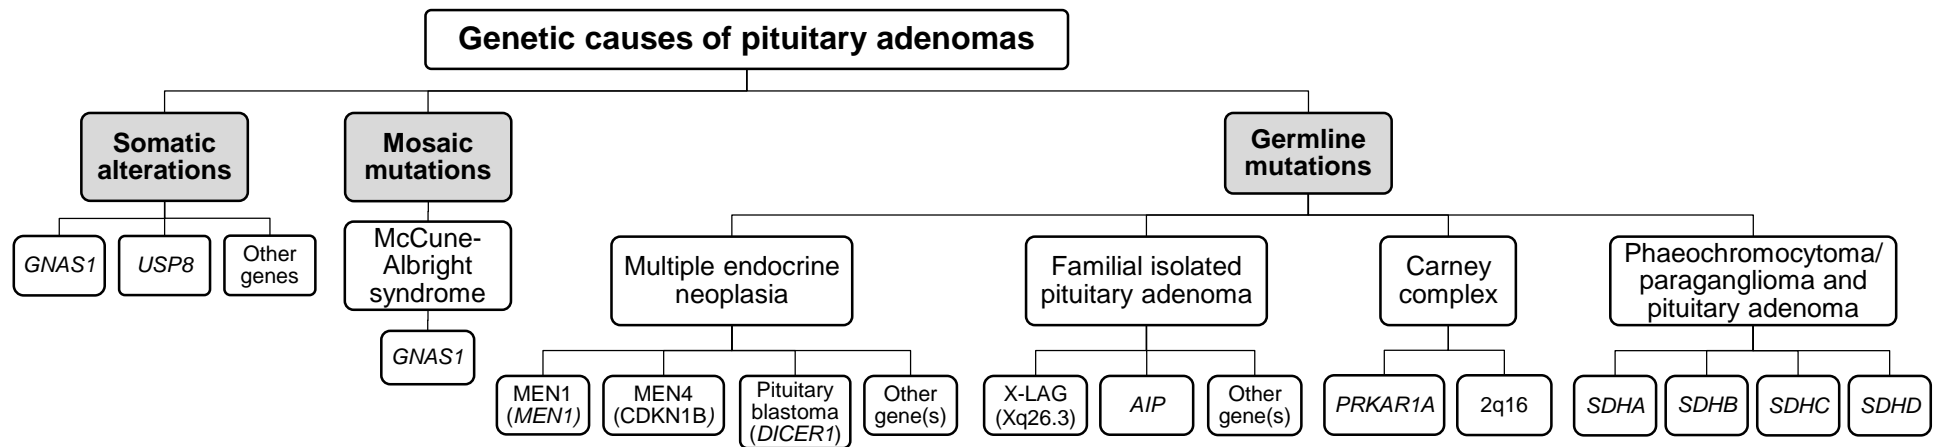 Genetic causes of pituitary adenomas
Somatic
alterations
Mosaic
mutations
Germline
mutations
GNAS1
USP8
Other
genes
McCune-
Albright
syndrome
GNAS1
Multiple endocrine
neoplasia
Familial isolated
pituitary adenoma
Carney
complex
Phaeochromocytoma/
paraganglioma and
pituitary adenoma
MEN1
(MEN1)
MEN4
(CDKN1B)
Pituitary
blastoma
(DICER1)
Other
gene(s)
X-LAG
(Xq26.3)
AIP
Other
gene(s)
PRKAR1A
2q16
SDHA
SDHB
SDHC
SDHD